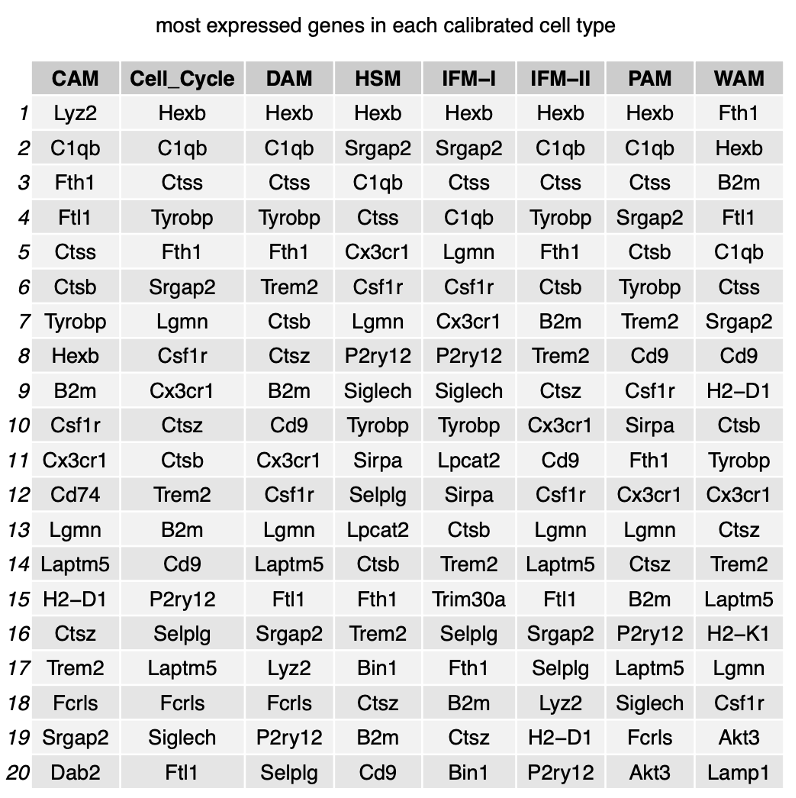 most expressed genes in each calibrated cell type
CAM Cell_Cycle DAM HSM IFM−I IFM−II PAM WAM
1 Lyz2 Hexb Hexb Hexb Hexb Hexb Hexb Fth1
2 C1qb C1qb C1qb Srgap2 Srgap2 C1qb C1qb Hexb
3 Fth1 Ctss Ctss C1qb Ctss Ctss Ctss B2m
4 Ftl1 Tyrobp Tyrobp Ctss C1qb Tyrobp Srgap2 Ftl1
5 Ctss Fth1 Fth1 Cx3cr1 Lgmn Fth1 Ctsb C1qb
6 Ctsb Srgap2 Trem2 Csf1r Csf1r Ctsb Tyrobp Ctss
7 Tyrobp Lgmn Ctsb Lgmn Cx3cr1 B2m Trem2 Srgap2
8 Hexb Csf1r Ctsz P2ry12 P2ry12 Trem2 Cd9 Cd9
9 B2m Cx3cr1 B2m Siglech Siglech Ctsz Csf1r H2−D1
10 Csf1r Ctsz Cd9 Tyrobp Tyrobp Cx3cr1 Sirpa Ctsb
11 Cx3cr1 Ctsb Cx3cr1 Sirpa Lpcat2 Cd9 Fth1 Tyrobp
12 Cd74 Trem2 Csf1r Selplg Sirpa Csf1r Cx3cr1 Cx3cr1
13 Lgmn B2m Lgmn Lpcat2 Ctsb Lgmn Lgmn Ctsz
14 Laptm5 Cd9 Laptm5 Ctsb Trem2 Laptm5 Ctsz Trem2
15 H2−D1 P2ry12 Ftl1 Fth1 Trim30a Ftl1 B2m Laptm5
16 Ctsz Selplg Srgap2 Trem2 Selplg Srgap2 P2ry12 H2−K1
17 Trem2 Laptm5 Lyz2 Bin1 Fth1 Selplg Laptm5 Lgmn
18 Fcrls Fcrls Fcrls Ctsz B2m Lyz2 Siglech Csf1r
19 Srgap2 Siglech P2ry12 B2m Ctsz H2−D1 Fcrls Akt3
20 Dab2 Ftl1 Selplg Cd9 Bin1 P2ry12 Akt3 Lamp1